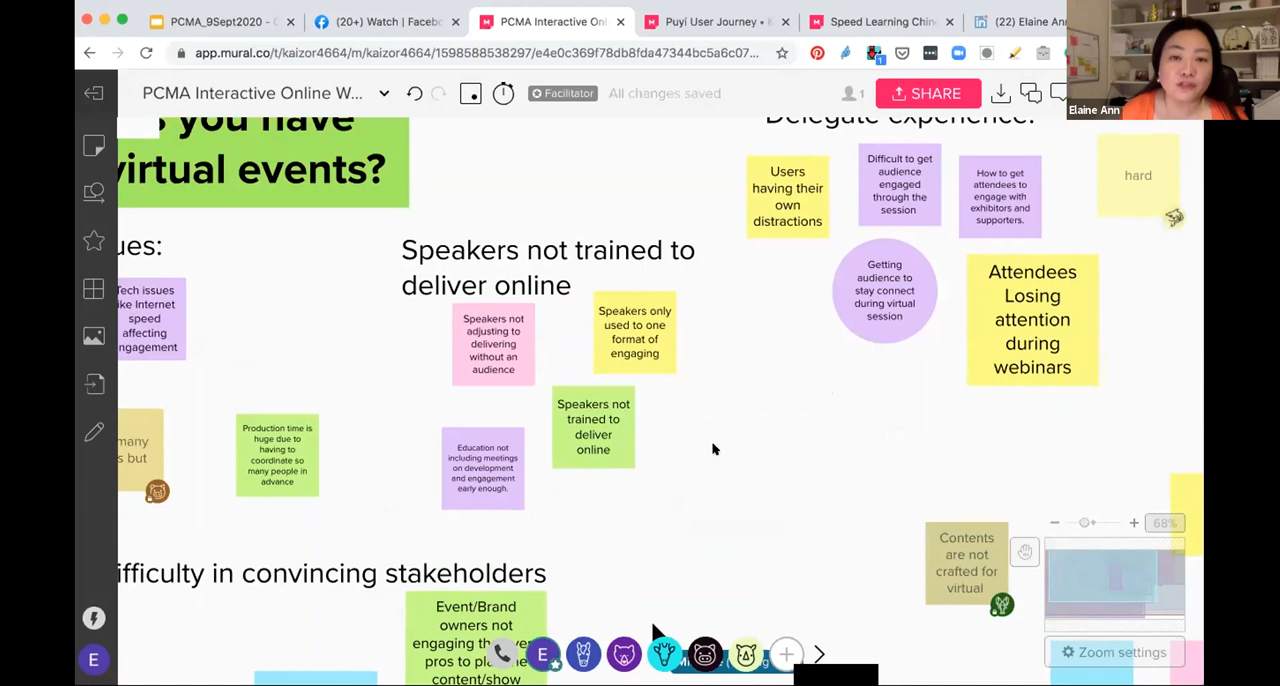 PCMA_9Sept2020 -
(20+) Watch | Faceb
PCMA Interactive Onl
Puyi User Journey •
Speed Learning Chin
(22) Elaine Ann
app.mural.co/t/kaizor4664/m/kaizor4664/1598588538297/e4e0c369f78db8fda47344bc5a6c07...
1
Elaine Ann
PCMA Interactive Online W...
Facilitator
All changes saved
1
SHARE
s you have
virtual events?
Delegate experience:
Users
having their
own
distractions
Difficult to get
audience
engaged
through the
session
How to get
attendees to
engage with
exhibitors and
supporters.
hard
ues:
Tech issues
like Internet
speed
affecting
engagement
Speakers not trained to
deliver online
Speakers not
adjusting to
delivering
without an
audience
Speakers only
used to one
format of
engaging
Getting
audience to
stay connect
during virtual
session
Attendees
Losing
attention
during
webinars
many
s but
Production time is
huge due to
having to
coordinate so
many people in
advance
Education not
including meetings
on development
and engagement
early enough.
Speakers not
trained to
deliver
online
Contents
are not
crafted for
virtual
68%
Zoom settings
ifficulty in convincing stakeholders
Event/Brand
owners not
engaging the
pros to
content/show
E
E